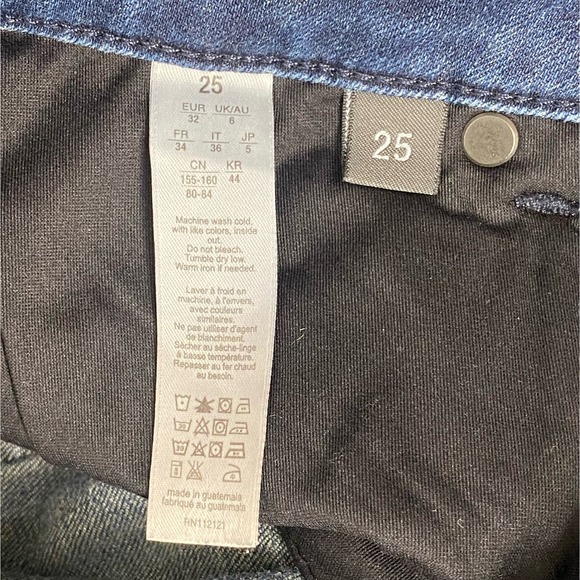 25
EUR UK/AU
32 6
FR IT JP
34 36 5
CN KR
155-160 44
80-84
Machine wash cold,
with like colors, inside
out.
Do not bleach.
Tumble dry low.
Warm iron if needed.
Laver à froid en
machine, à l'envers,
avec couleurs
similaires.
Ne pas utiliser d'agent
de blanchiment.
Sécher au sèche-linge
à basse température.
Repasser au fer chaud
au besoin.
made in guatemala
fabriqué au guatemala
RN112121
25